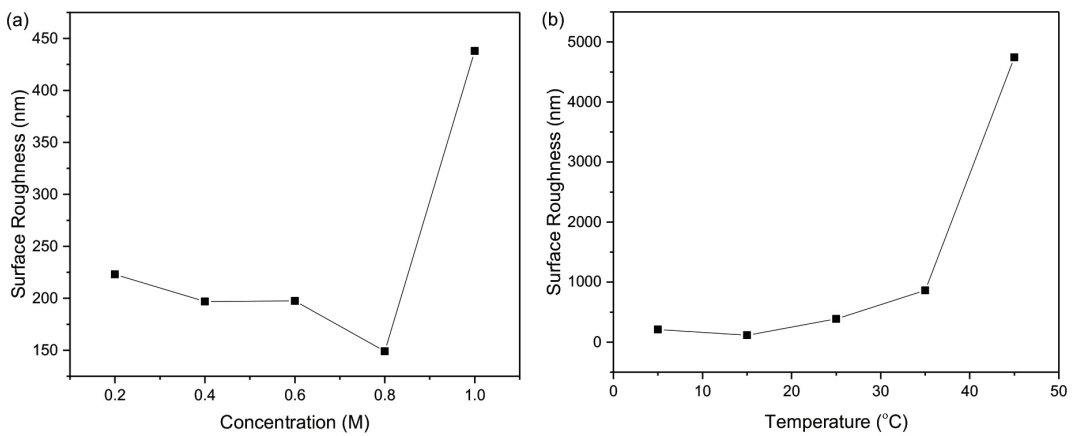 (a)
450
400
350
300
250
200
150
Surface Roughness (nm)
0.2 0.4 0.6 0.8 1.0
Concentration (M)
(b)
5000
4000
3000
2000
1000
0
Surface Roughness (nm)
0 10 20 30 40 50
Temperature (°C)